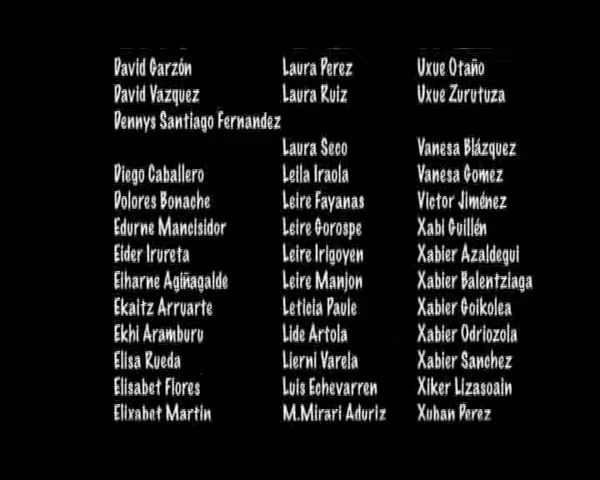 David Garzón Laura Perez Uxue Otaño
David Vazquez Laura Ruiz Uxue Zurutuza
Dennys Santiago Fernandez
Laura Seco Vanesa Blázquez
Diego Caballero Leila Iraola Vanesa Gomez
Dolores Bonache Leire Fayanas Victor Jiménez
Edurne Mancisidor Leire Gorospe Xabi Guillén
Eider Irureta Leire Irigoyen Xabier Azaldegui
Eiharne Agiñagalde Leire Manjon Xabier Balentziaga
Ekaitz Arruarte Leticia Paule Xabier Goikolea
Ekhi Aramburu Lide Artola Xabier Odriozola
Elisa Rueda Lierni Varela Xabier Sanchez
Elisabet Flores Luis Echevarren Xiker Lizasoain
Elixabet Martin M.Mirari Aduriz Xuban Perez